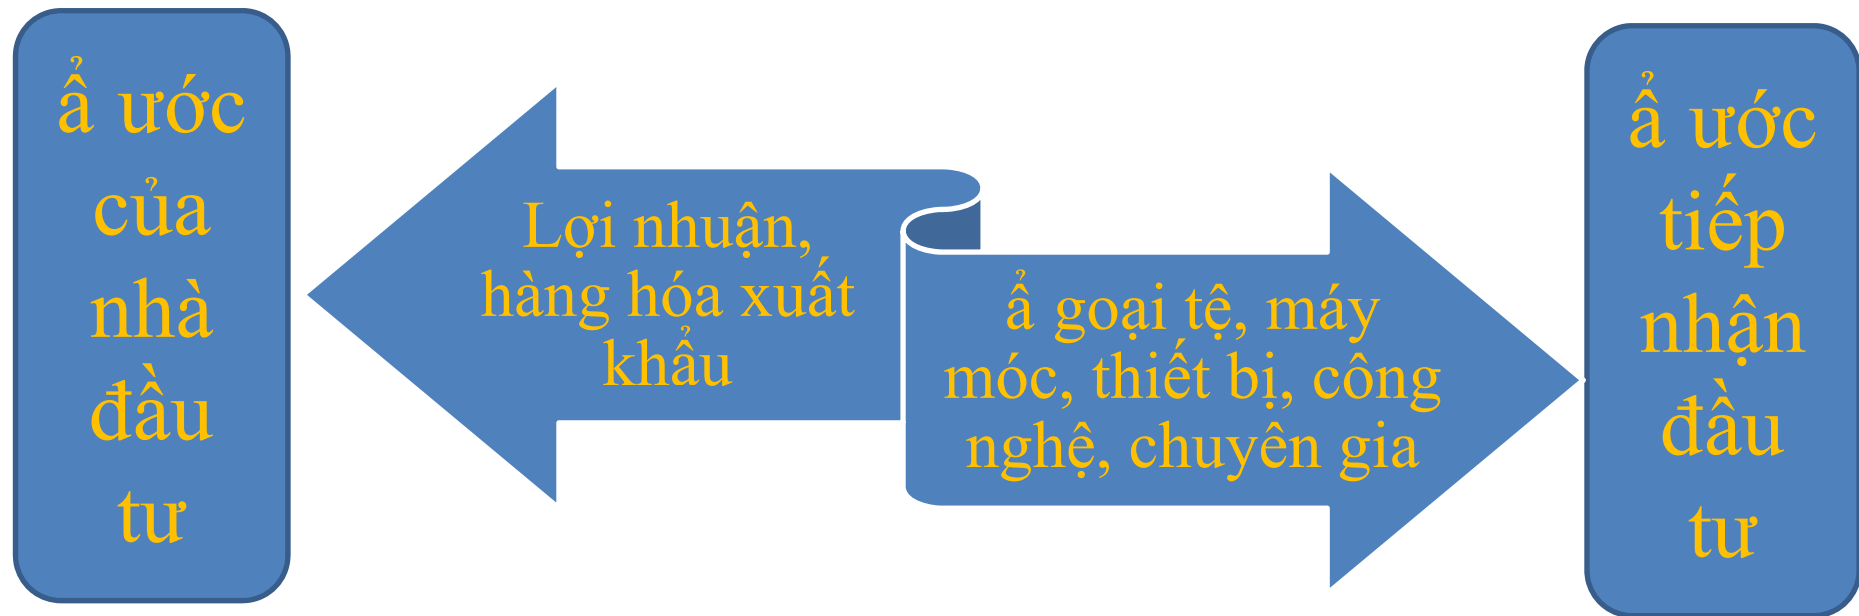 ẩ ước
của
nhà
đầu
tư
Lợi nhuận,
hàng hóa xuất
khẩu
ẩ goại tệ, máy
móc, thiết bị, công
nghệ, chuyên gia
ẩ ước
tiếp
nhận
đầu
tư